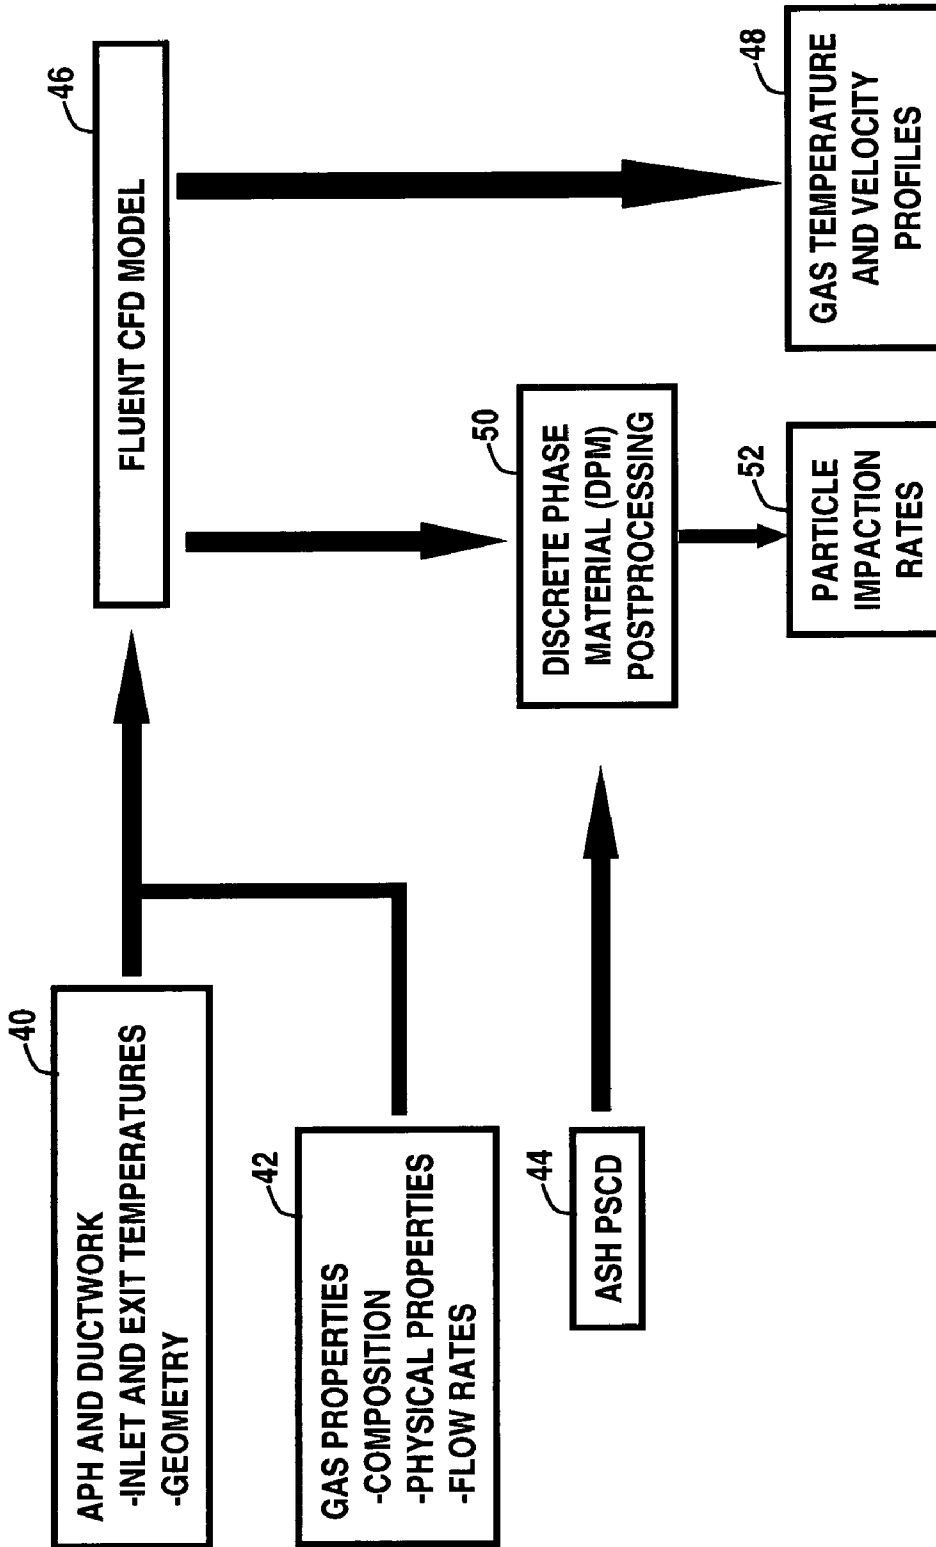 40
APH AND DUCTWORK
-INLET AND EXIT TEMPERATURES
-GEOMETRY
42
GAS PROPERTIES
-COMPOSITION
-PHYSICAL PROPERTIES
-FLOW RATES
44
ASH PSCD
46
FLUENT CFD MODEL
50
DISCRETE PHASE
MATERIAL (DPM)
POSTPROCESSING
52
PARTICLE
IMPACTION
RATES
48
GAS TEMPERATURE
AND VELOCITY
PROFILES